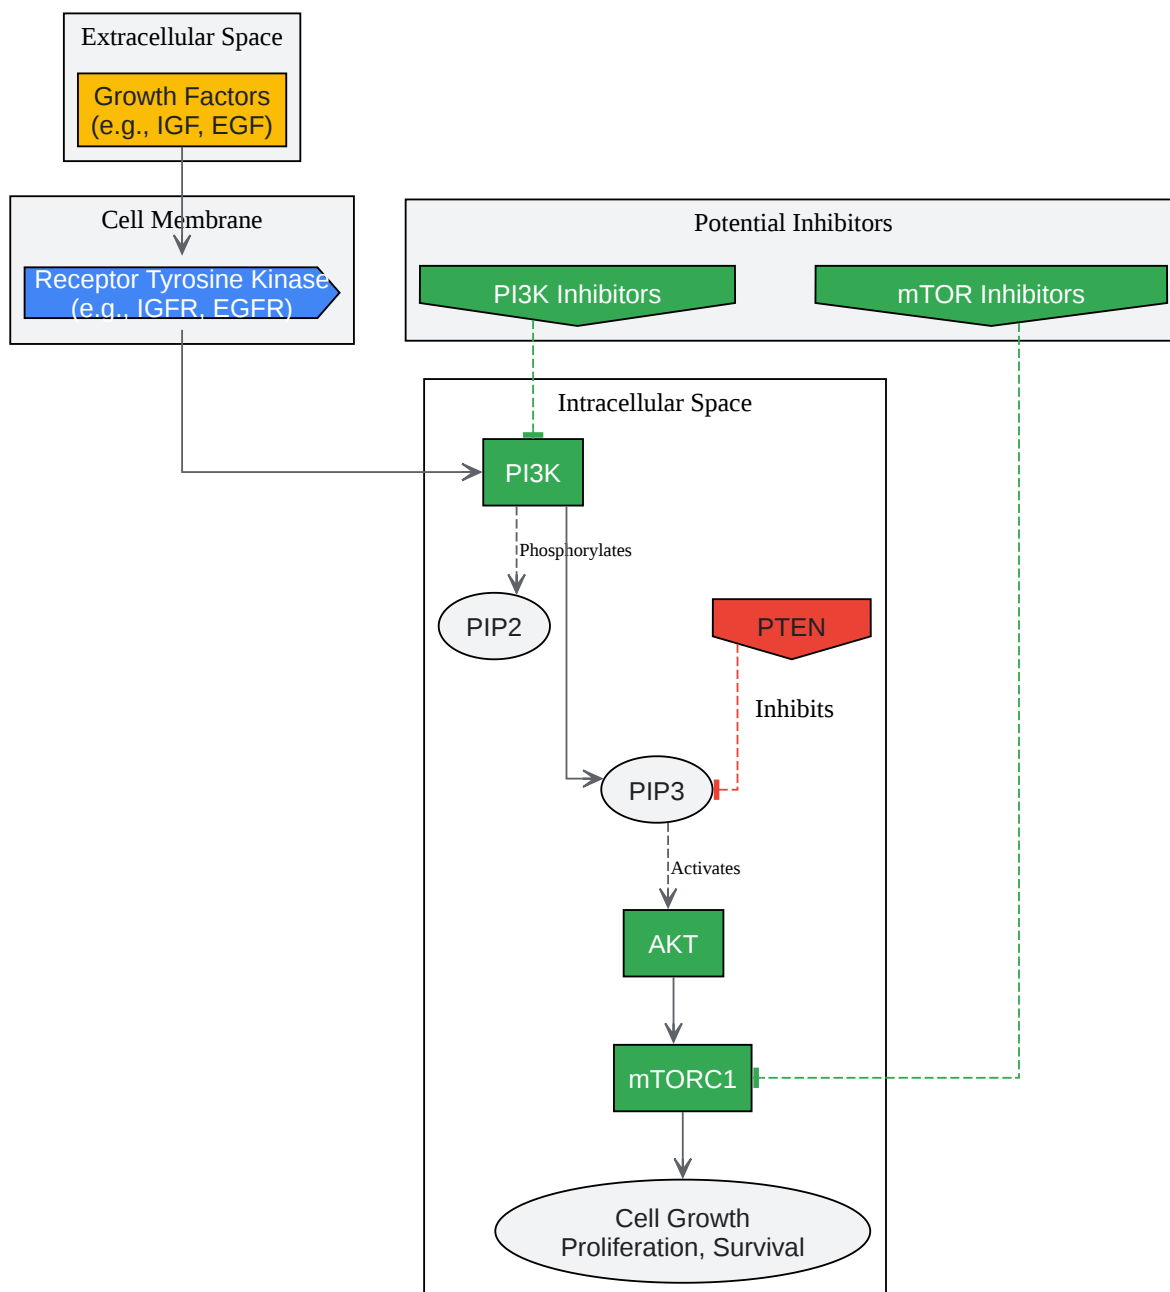 Extracellular Space
Growth Factors
(e.g., IGF, EGF)
Cell Membrane
Receptor Tyrosine Kinase
(e.g., IGFR, EGFR)
Potential Inhibitors
PI3K Inhibitors
mTOR Inhibitors
Intracellular Space
PI3K
Phosphorylates
PIP2
PTEN
Inhibits
PIP3
Activates
AKT
mTORC1
Cell Growth
Proliferation, Survival